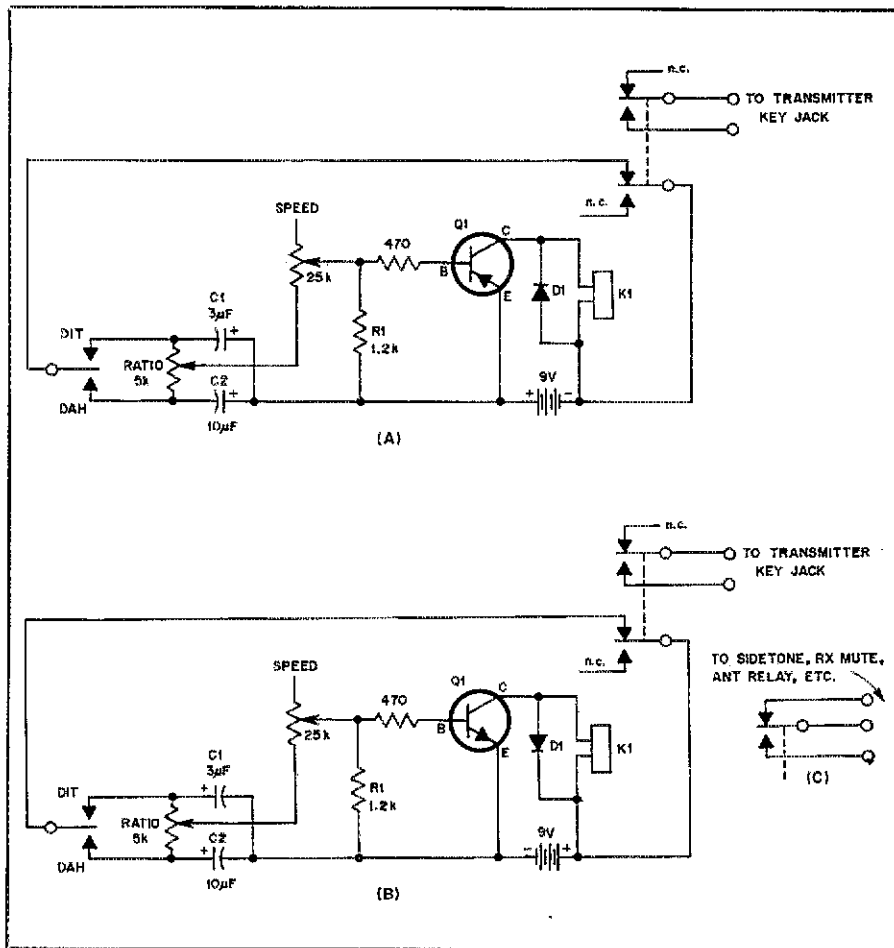 n.c.
TO TRANSMITTER
KEY JACK
SPEED
n.c.
Q1
C
470
25k
B
E
D1
K1
C1
3µF
+
DIT
R1
1.2k
RATIO
5k
C2
+
9V
+
-
DAH
10µF
(A)
n.c.
TO TRANSMITTER
KEY JACK
SPEED
n.c.
TO SIDETONE, RX MUTE,
ANT RELAY, ETC.
Q1
C
470
25k
B
E
D1
K1
(C)
C1
3µF
+
DIT
R1
1.2k
RATIO
5k
C2
+
9V
-
+
DAH
10µF
(B)